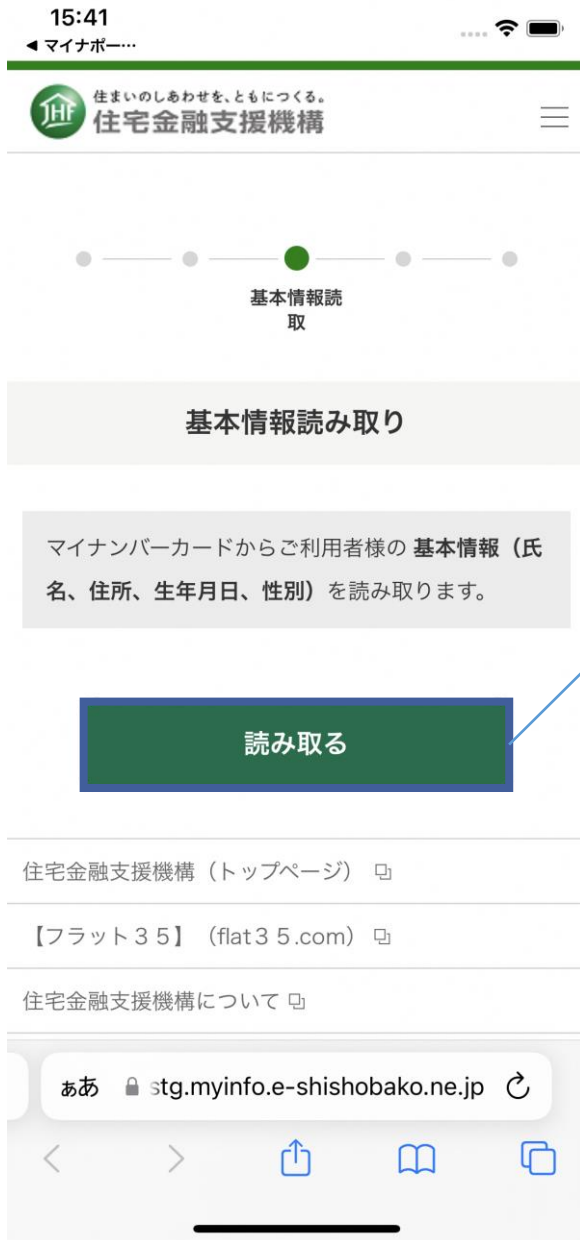 15:41
◀ マイナポー…
住まいのしあわせを、ともにつくる。
JHF 住宅金融支援機構
基本情報読
取
基本情報読み取り
マイナンバーカードからご利用者様の 基本情報（氏
名、住所、生年月日、性別）を読み取ります。
読み取る
住宅金融支援機構（トップページ）
【フラット３５】（flat３５.com）
住宅金融支援機構について
ぁあ stg.myinfo.e-shishobako.ne.jp